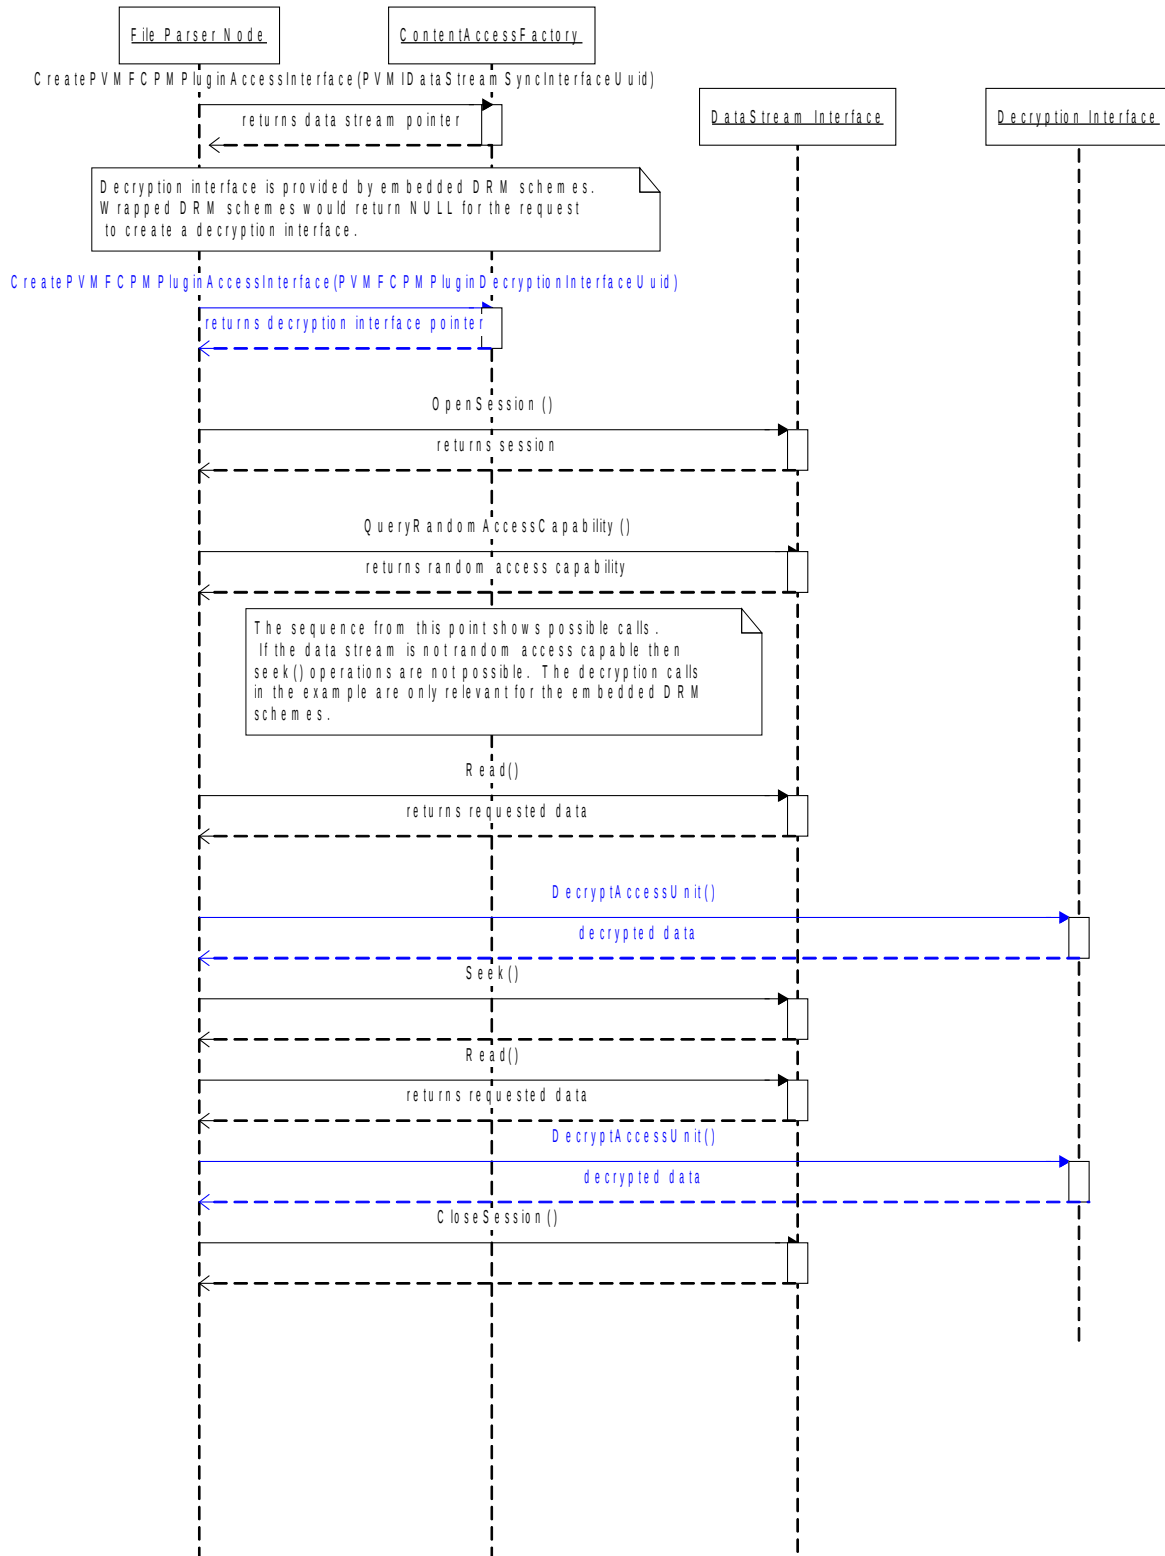 File Parser Node
ContentAccessFactory
CreatePVMFCPMPluginAccessInterface(PVMIDataStreamSyncInterfaceUuid)
DataStream Interface
Decryption Interface
returns data stream pointer
Decryption interface is provided by embedded DRM schemes.
Wrapped DRM schemes would return NULL for the request
to create a decryption interface.
CreatePVMFCPMPluginAccessInterface(PVMFCPMPluginDecryptionInterfaceUuid)
returns decryption interface pointer
OpenSession()
returns session
QueryRandomAccessCapability()
returns random access capability
The sequence from this point shows possible calls.
If the data stream is not random access capable then
seek() operations are not possible. The decryption calls
in the example are only relevant for the embedded DRM
schemes.
Read()
returns requested data
DecryptAccessUnit()
decrypted data
Seek()
Read()
returns requested data
DecryptAccessUnit()
decrypted data
CloseSession()